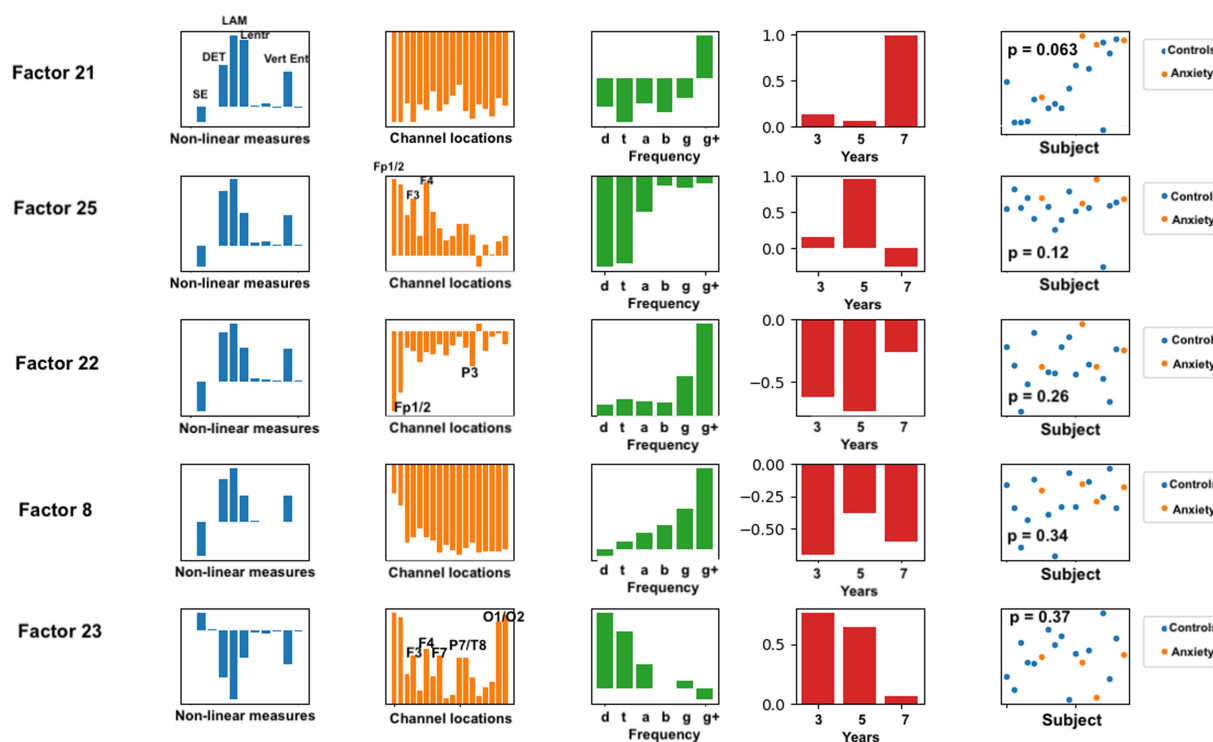 LAM
Lentr
DET
Vert Ent
SE
Factor 21
Non-linear measures
Channel locations
d t a b g g+
Frequency
1.0
0.5
0.0
3 5 7
Years
p = 0.063
Subject
Controls
Anxiety
Factor 25
Non-linear measures
Fp1/2
F4
F3
Channel locations
d t a b g g+
Frequency
1.0
0.5
0.0
3 5 7
Years
p = 0.12
Subject
Control
Anxiety
Factor 22
Non-linear measures
P3
Fp1/2
Channel locations
d t a b g g+
Frequency
0.0
−0.5
3 5 7
Years
p = 0.26
Subject
Control
Anxiety
Factor 8
Non-linear measures
Channel locations
d t a b g g+
Frequency
0.00
−0.25
−0.50
3 5 7
Years
p = 0.34
Subject
Controls
Anxiety
Factor 23
Non-linear measures
O1/O2
F4
P7/T8
F3
F7
Channel locations
d t a b g g+
Frequency
0.5
0.0
3 5 7
Years
p = 0.37
Subject
Controls
Anxiety